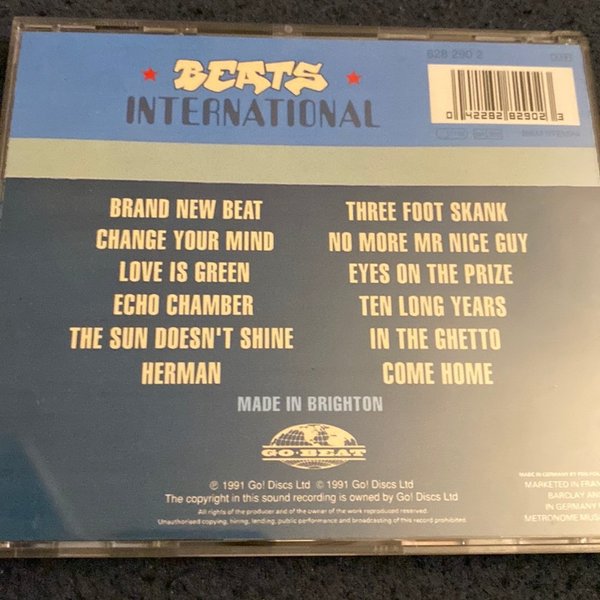 BEATS
INTERNATIONAL
828 290 2
0 42282 82902 3
BRAND NEW BEAT
CHANGE YOUR MIND
LOVE IS GREEN
ECHO CHAMBER
THE SUN DOESN'T SHINE
HERMAN
THREE FOOT SKANK
NO MORE MR NICE GUY
EYES ON THE PRIZE
TEN LONG YEARS
IN THE GHETTO
COME HOME
MADE IN BRIGHTON
GO·BEAT
℗ 1991 Go! Discs Ltd © 1991 Go! Discs Ltd
The copyright in this sound recording is owned by Go! Discs Ltd
All rights of the producer and of the owner of the work reproduced reserved.
Unauthorised copying, hiring, lending, public performance and broadcasting of this record prohibited.
MADE IN GERMANY BY
MARKETED IN FRAN
BARCLAY AN
IN GERMANY
METRONOME MUS